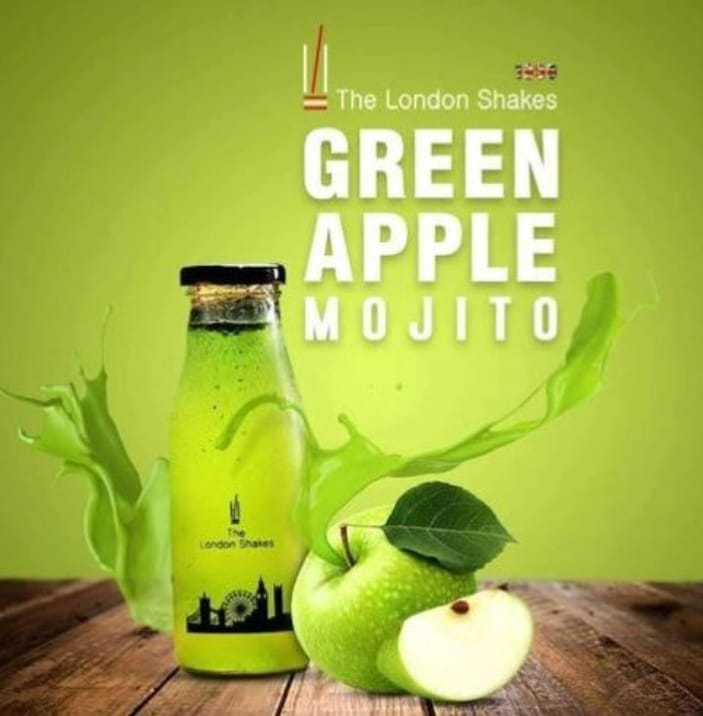 The London Shakes
GREEN
APPLE
MOJITO
The
London Shakes